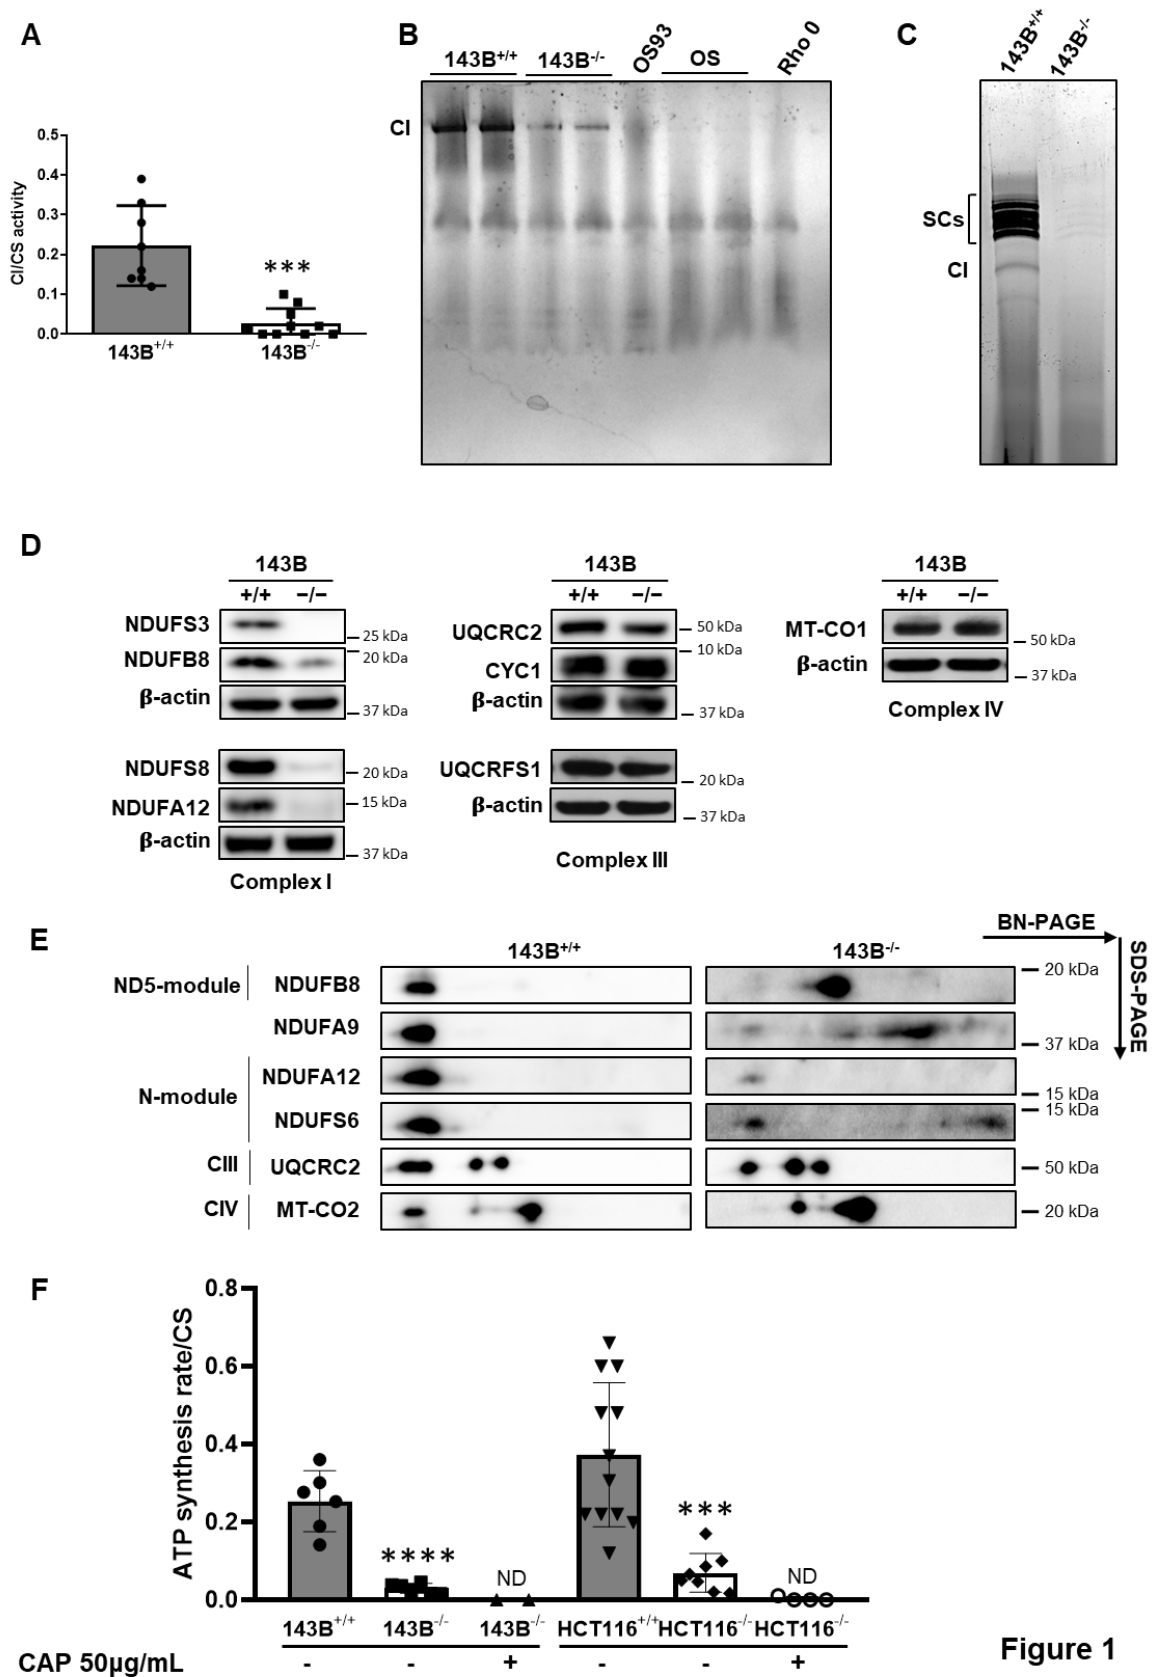 A
CI/CS activity
0.5
0.4
0.3
0.2
0.1
0.0
***
143B+/+
143B-/-
B
143B+/+
143B-/-
OS93
OS
Rho 0
CI
C
143B+/+
143B-/-
SCs
CI
D
143B
+/+ −/−
NDUFS3
25 kDa
NDUFB8
20 kDa
β-actin
37 kDa
NDUFS8
20 kDa
NDUFA12
15 kDa
β-actin
37 kDa
Complex I
143B
+/+ −/−
UQCRC2
50 kDa
CYC1
10 kDa
β-actin
37 kDa
UQCRFS1
20 kDa
β-actin
37 kDa
Complex III
143B
+/+ −/−
MT-CO1
50 kDa
β-actin
37 kDa
Complex IV
E
BN-PAGE
SDS-PAGE
143B+/+
143B-/-
ND5-module
NDUFB8
20 kDa
NDUFA9
37 kDa
N-module
NDUFA12
15 kDa
NDUFS6
15 kDa
CIII
UQCRC2
50 kDa
CIV
MT-CO2
20 kDa
F
ATP synthesis rate/CS
0.8
0.6
0.4
0.2
0.0
****
ND
***
ND
143B+/+ 143B-/- 143B-/- HCT116+/+ HCT116-/- HCT116-/-
CAP 50µg/mL - - + - - +
Figure 1